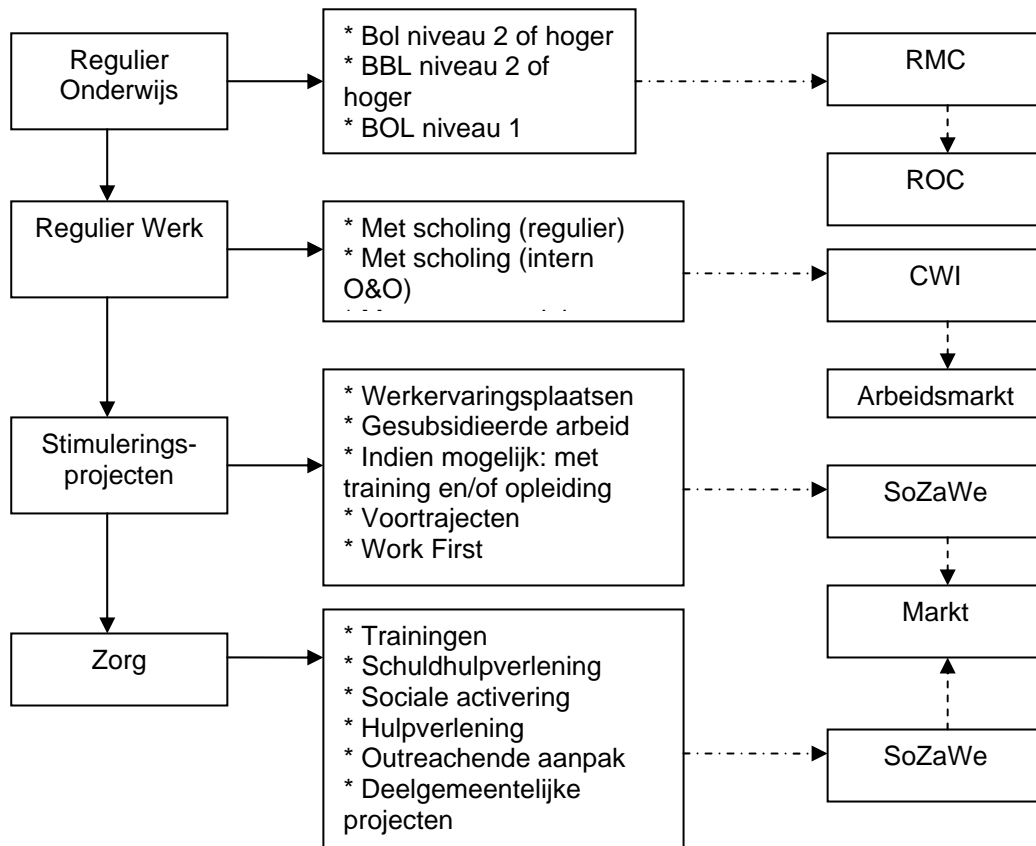 Regulier
Onderwijs
* Bol niveau 2 of hoger
* BBL niveau 2 of
hoger
* BOL niveau 1
RMC
ROC
Regulier Werk
* Met scholing (regulier)
* Met scholing (intern
O&O)
CWI
Arbeidsmarkt
Stimulerings-
projecten
* Werkervaringsplaatsen
* Gesubsidieerde arbeid
* Indien mogelijk: met
training en/of opleiding
* Voortrajecten
* Work First
SoZaWe
Markt
Zorg
* Trainingen
* Schuldhulpverlening
* Sociale activering
* Hulpverlening
* Outreachende aanpak
* Deelgemeentelijke
projecten
SoZaWe